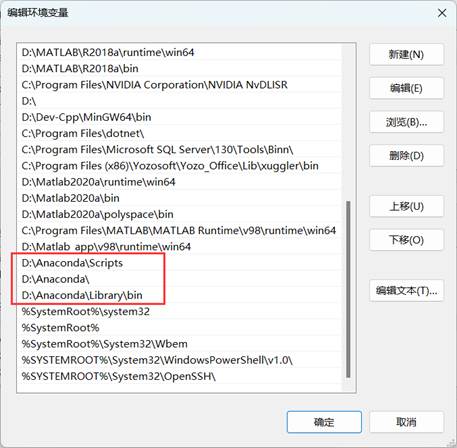 编辑环境变量
D:\MATLAB\R2018a\runtime\win64
D:\MATLAB\R2018a\bin
C:\Program Files\NVIDIA Corporation\NVIDIA NvDLISR
D:\
D:\Dev-Cpp\MinGW64\bin
C:\Program Files\dotnet\
C:\Program Files\Microsoft SQL Server\130\Tools\Binn\
C:\Program Files (x86)\Yozosoft\Yozo_Office\Lib\xuggler\bin
D:\Matlab2020a\runtime\win64
D:\Matlab2020a\bin
D:\Matlab2020a\polyspace\bin
C:\Program Files\MATLAB\MATLAB Runtime\v98\runtime\win64
D:\Matlab_app\v98\runtime\win64
D:\Anaconda\Scripts
D:\Anaconda\
D:\Anaconda\Library\bin
%SystemRoot%\system32
%SystemRoot%
%SystemRoot%\System32\Wbem
%SYSTEMROOT%\System32\WindowsPowerShell\v1.0\
%SYSTEMROOT%\System32\OpenSSH\
新建(N)
编辑(E)
浏览(B)...
删除(D)
上移(U)
下移(O)
编辑文本(T)...
确定
取消